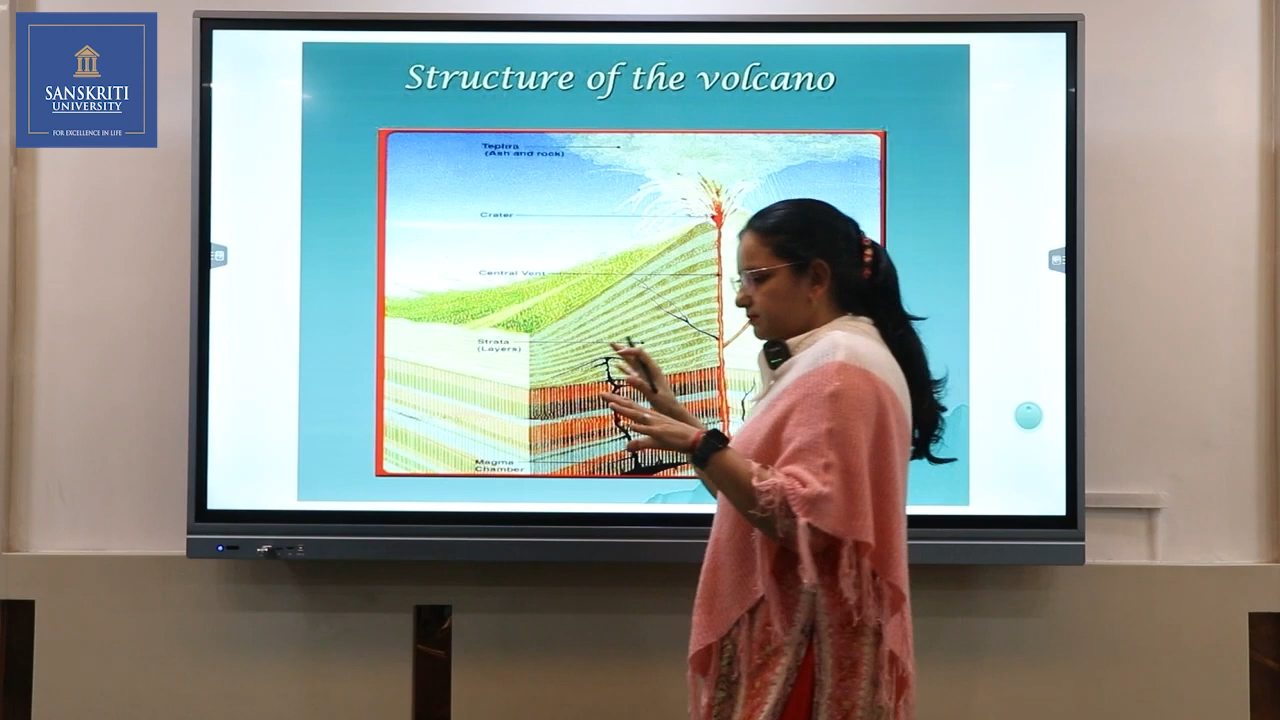 SANSKRITI
UNIVERSITY
FOR EXCELLENCE IN LIFE
Structure of the volcano
Tephra
(Ash and rock)
Crater
Central Vent
Strata
(Layers)
Magma
Chamber